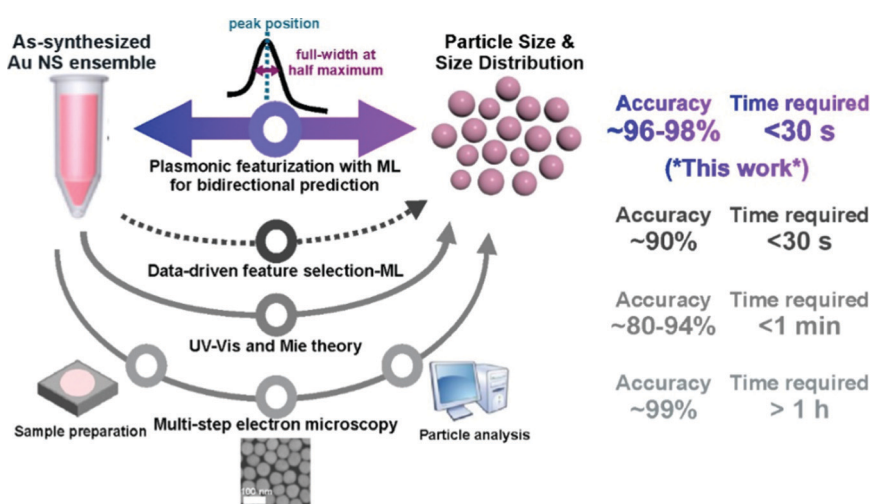 As-synthesized
Au NS ensemble
peak position
full-width at
half maximum
Particle Size &
Size Distribution
Plasmonic featurization with ML
for bidirectional prediction
Accuracy Time required
~96-98% <30 s
(*This work*)
Data-driven feature selection-ML
Accuracy Time required
~90% <30 s
UV-Vis and Mie theory
Accuracy Time required
~80-94% <1 min
Sample preparation
Multi-step electron microscopy
Particle analysis
Accuracy Time required
~99% > 1 h
100 nm